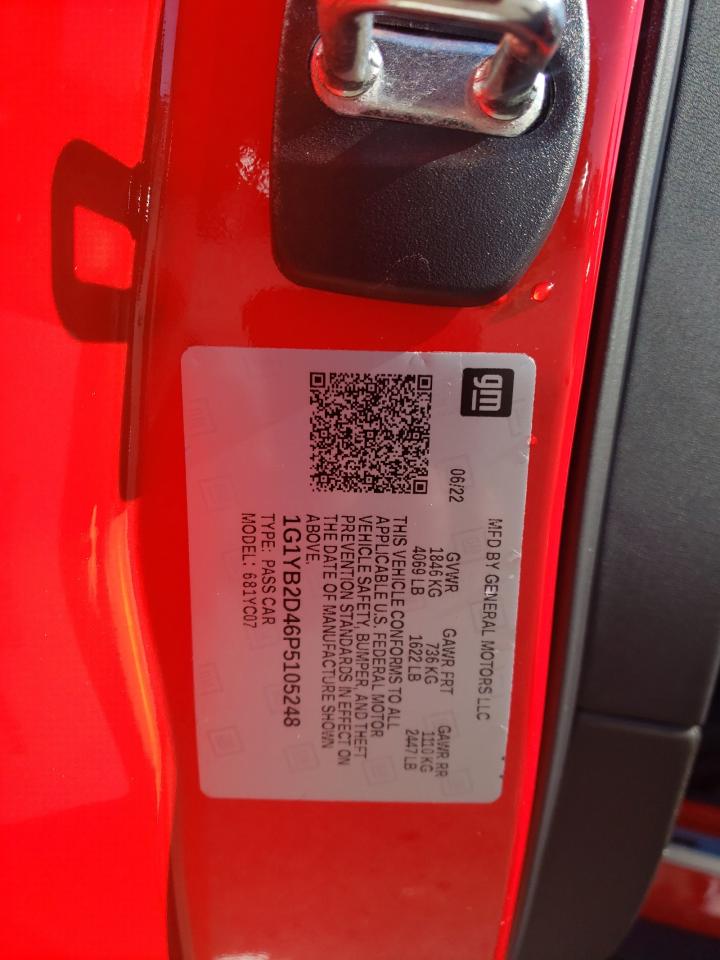 gm
MFD BY GENERAL MOTORS LLC
06/22
GVWR GAWR FRT GAWR RR
1846 KG 736 KG 1110 KG
4069 LB 1622 LB 2447 LB
THIS VEHICLE CONFORMS TO ALL
APPLICABLE U.S. FEDERAL MOTOR
VEHICLE SAFETY, BUMPER, AND THEFT
PREVENTION STANDARDS IN EFFECT ON
THE DATE OF MANUFACTURE SHOWN
ABOVE.
1G1YB2D46P5105248
TYPE: PASS CAR
MODEL: 681YC07